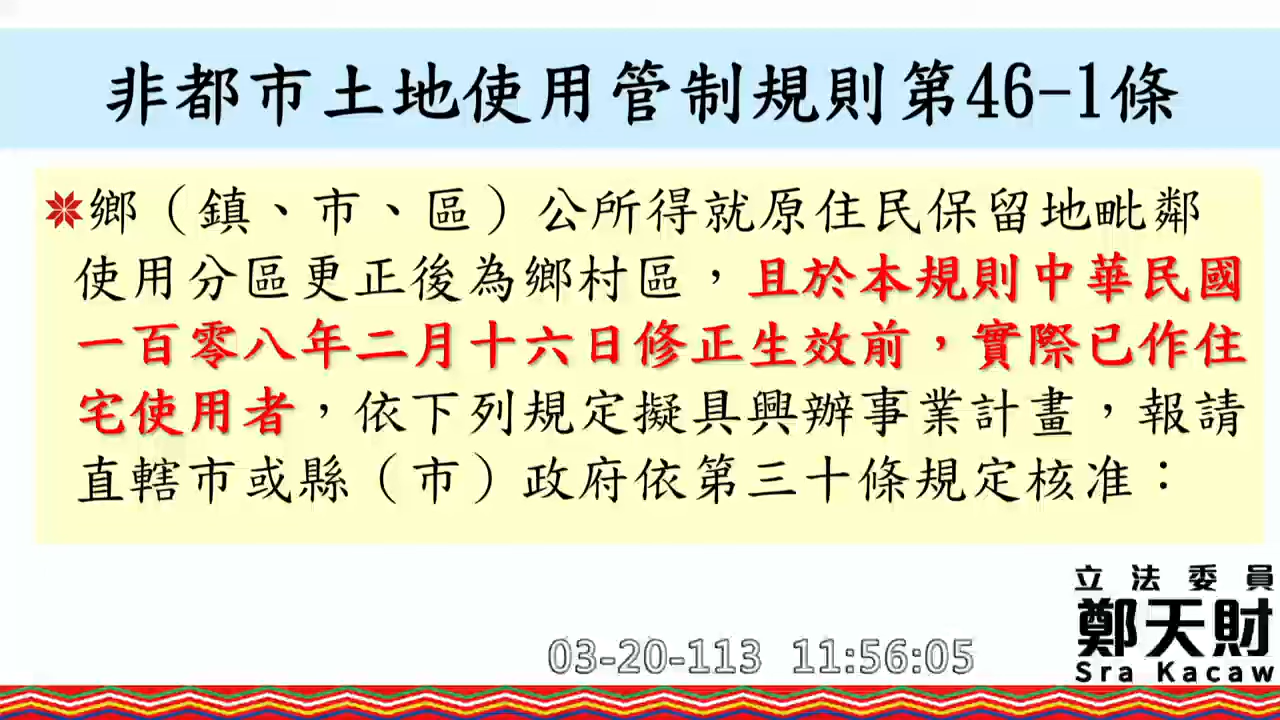 非都市土地使用管制規則第46-1條
鄉（鎮、市、區）公所得就原住民保留地毗鄰
使用分區更正後為鄉村區，且於本規則中華民國
一百零八年二月十六日修正生效前，實際已作住
宅使用者，依下列規定擬具興辦事業計畫，報請
直轄市或縣（市）政府依第三十條規定核准：
立法委員
鄭天財
Sra Kacaw
03-20-113 11:56:05